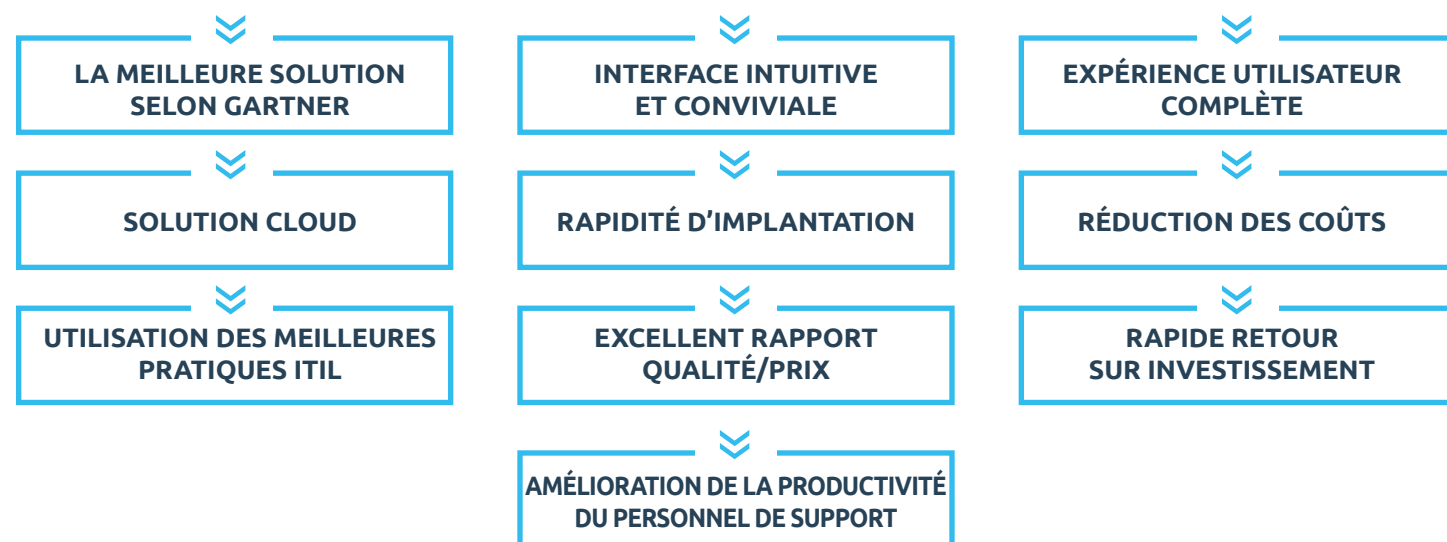 LA MEILLEURE SOLUTION
SELON GARTNER
INTERFACE INTUITIVE
ET CONVIVIALE
EXPÉRIENCE UTILISATEUR
COMPLÈTE
SOLUTION CLOUD
RAPIDITÉ D’IMPLANTATION
RÉDUCTION DES COÛTS
UTILISATION DES MEILLEURES
PRATIQUES ITIL
EXCELLENT RAPPORT
QUALITÉ/PRIX
RAPIDE RETOUR
SUR INVESTISSEMENT
AMÉLIORATION DE LA PRODUCTIVITÉ
DU PERSONNEL DE SUPPORT